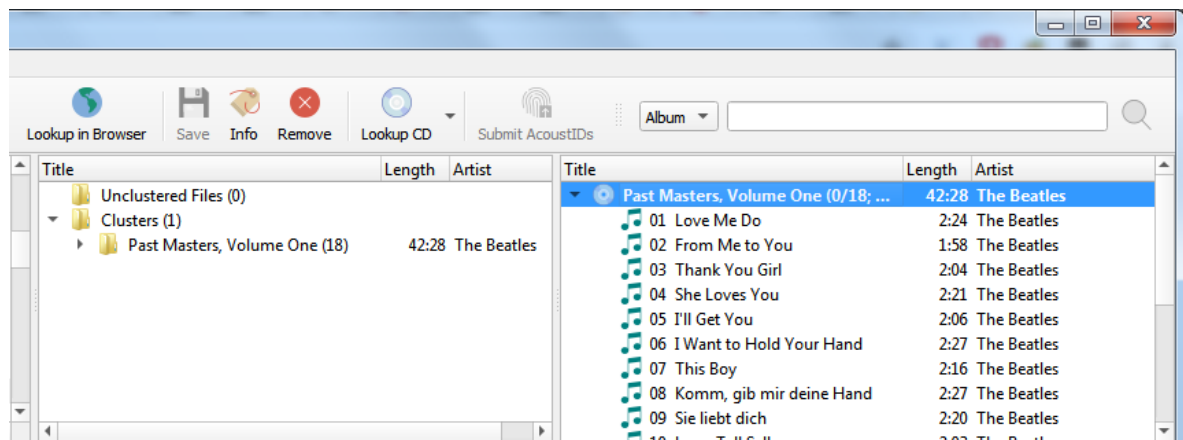 Lookup in Browser Save Info Remove Lookup CD Submit AcoustIDs Album
Title Length Artist
Unclustered Files (0)
Clusters (1)
Past Masters, Volume One (18) 42:28 The Beatles
Title Length Artist
Past Masters, Volume One (0/18; ... 42:28 The Beatles
01 Love Me Do 2:24 The Beatles
02 From Me to You 1:58 The Beatles
03 Thank You Girl 2:04 The Beatles
04 She Loves You 2:21 The Beatles
05 I'll Get You 2:06 The Beatles
06 I Want to Hold Your Hand 2:27 The Beatles
07 This Boy 2:16 The Beatles
08 Komm, gib mir deine Hand 2:27 The Beatles
09 Sie liebt dich 2:20 The Beatles